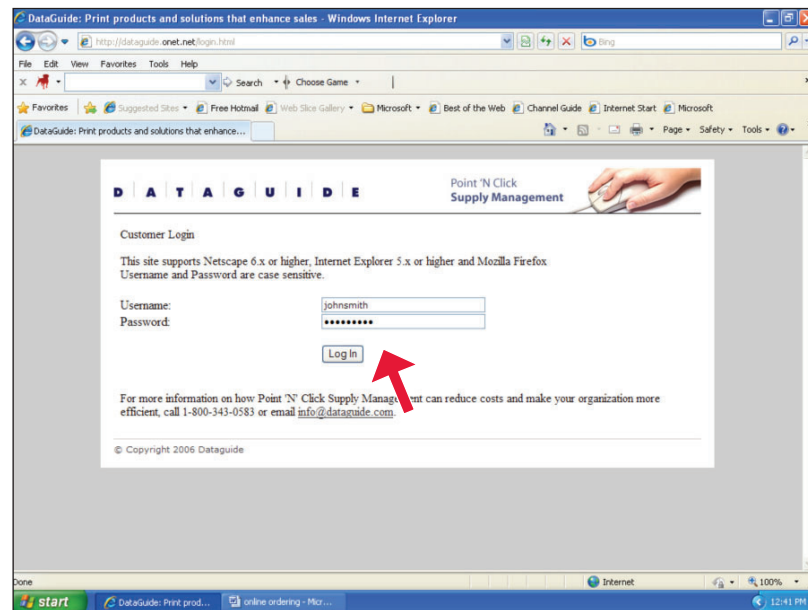 DataGuide: Print products and solutions that enhance sales - Windows Internet Explorer
http://dataguide.onet.net/login.html
Bing
File Edit View Favorites Tools Help
Search Choose Game
Favorites Suggested Sites Free Hotmail Web Slice Gallery Microsoft Best of the Web Channel Guide Internet Start Microsoft
DataGuide: Print products and solutions that enhance... Page Safety Tools
DATAGUIDE
Point 'N Click
Supply Management
Customer Login
This site supports Netscape 6.x or higher, Internet Explorer 5.x or higher and Mozilla Firefox
Username and Password are case sensitive.
Username: johnsmith
Password: •••••••••
Log In
For more information on how Point 'N' Click Supply Management can reduce costs and make your organization more
efficient, call 1-800-343-0583 or email info@dataguide.com.
© Copyright 2006 Dataguide
Done Internet 100%
start DataGuide: Print prod... online ordering - Micr... 12:41 PM